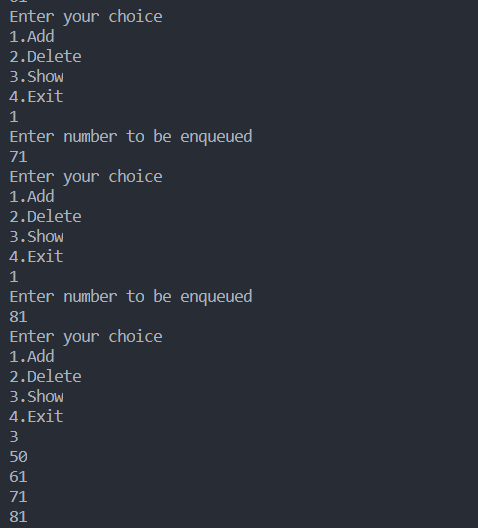 Enter your choice
1.Add
2.Delete
3.Show
4.Exit
1
Enter number to be enqueued
71
Enter your choice
1.Add
2.Delete
3.Show
4.Exit
1
Enter number to be enqueued
81
Enter your choice
1.Add
2.Delete
3.Show
4.Exit
3
50
61
71
81